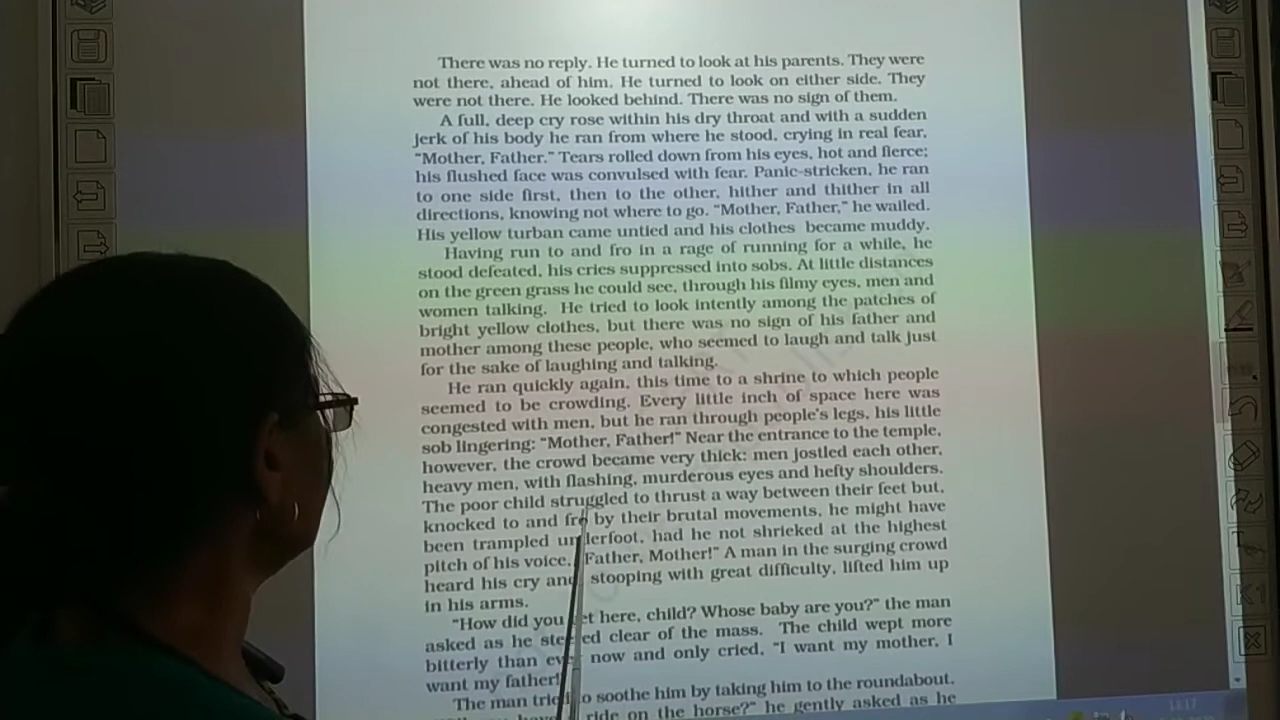 There was no reply. He turned to look at his parents. They were
not there, ahead of him. He turned to look on either side. They
were not there. He looked behind. There was no sign of them.
A full, deep cry rose within his dry throat and with a sudden
jerk of his body he ran from where he stood, crying in real fear,
“Mother, Father.” Tears rolled down from his eyes, hot and fierce;
his flushed face was convulsed with fear. Panic-stricken, he ran
to one side first, then to the other, hither and thither in all
directions, knowing not where to go. “Mother, Father,” he wailed.
His yellow turban came untied and his clothes became muddy.
Having run to and fro in a rage of running for a while, he
stood defeated, his cries suppressed into sobs. At little distances
on the green grass he could see, through his filmy eyes, men and
women talking. He tried to look intently among the patches of
bright yellow clothes, but there was no sign of his father and
mother among these people, who seemed to laugh and talk just
for the sake of laughing and talking.
He ran quickly again, this time to a shrine to which people
seemed to be crowding. Every little inch of space here was
congested with men, but he ran through people’s legs, his little
sob lingering: “Mother, Father!” Near the entrance to the temple,
however, the crowd became very thick: men jostled each other,
heavy men, with flashing, murderous eyes and hefty shoulders.
The poor child struggled to thrust a way between their feet but,
knocked to and fro by their brutal movements, he might have
been trampled underfoot, had he not shrieked at the highest
pitch of his voice, Father, Mother!” A man in the surging crowd
heard his cry and, stooping with great difficulty, lifted him up
in his arms.
“How did you get here, child? Whose baby are you?” the man
asked as he steered clear of the mass. The child wept more
bitterly than ever now and only cried, “I want my mother, I
want my father!
The man tried to soothe him by taking him to the roundabout.
ride on the horse?” he gently asked as he